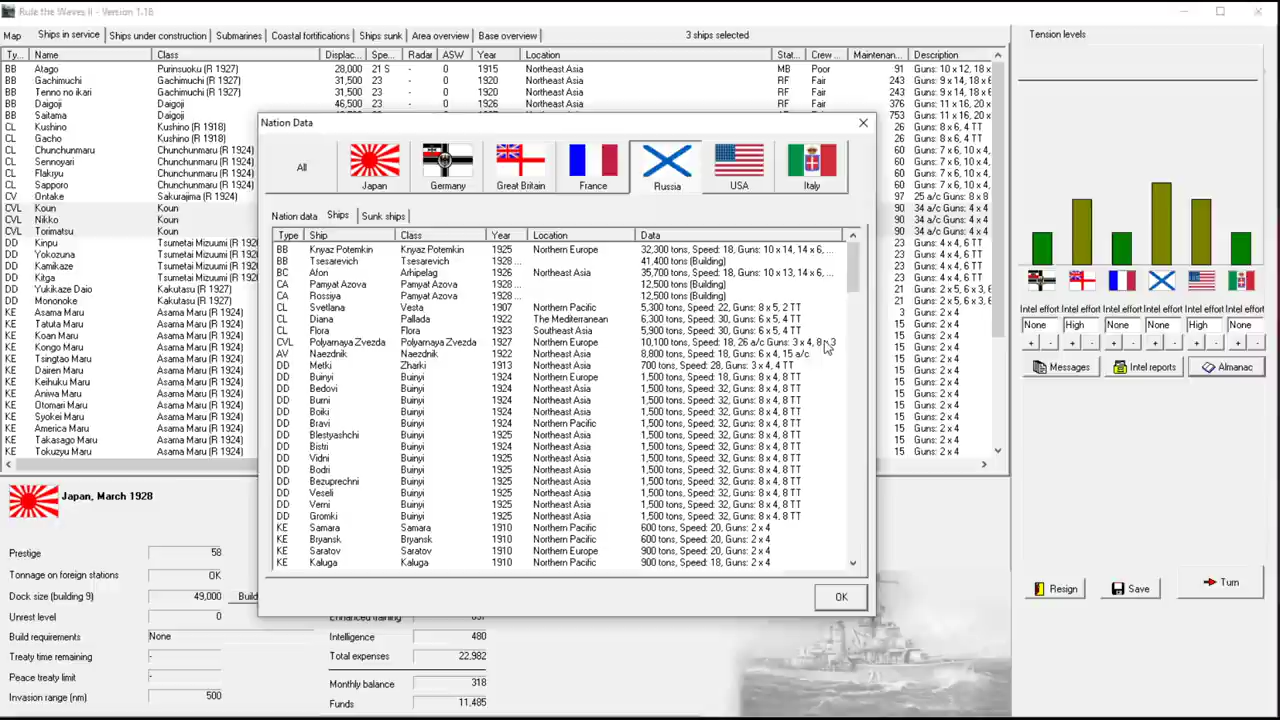 Rule the Waves II - Version 1.18
Map Ships in service Ships under construction Submarines Coastal fortifications Ships sunk Area overview Base overview 3 ships selected
Ty... Name Class Displac... Spe... Radar ASW Year Location Stat... Crew ... Maintenan... Description
BB Atago Purinsuoku (R 1927) 28,000 21 S - 0 1915 Northeast Asia MB Poor 91 Guns: 10 x 12, 18 x
BB Gachimuchi Gachimuchi (R 1927) 31,500 23 - 0 Northeast Asia RF Fair 243 Guns: 9 x 14, 18 x
BB Tenno no ikari Gachimuchi (R 1927) 31,500 23 - 0 Northeast Asia RF Fair 243 Guns: 9 x 14, 18 x
BB Daigoji Daigoji 46,500 23 - 0 1926 Northeast Asia RF Fair 376 Guns: 11 x 16, 20 x
BB Saitama Daigoji 753 Guns: 11 x 16, 20 x
CL Kushino Kushino (R 1918) 26 Guns: 8 x 6, 4 TT
CL Gacho Kushino (R 1918) 26 Guns: 8 x 6, 4 TT
CL Chunchunmaru Chunchunmaru (R 1924) 60 Guns: 7 x 6, 10 x 4,
CL Sennoyari Chunchunmaru (R 1924) 60 Guns: 7 x 6, 10 x 4,
CL Flakiyu Chunchunmaru (R 1924) 60 Guns: 7 x 6, 10 x 4,
CL Sapporo Chunchunmaru (R 1924) 60 Guns: 7 x 6, 10 x 4,
CV Ontake Sakurajima (R 1924) 97 25 a/c Guns: 8 x
CVL Koun Koun 90 34 a/c Guns: 4 x 4
CVL Nikko Koun 90 34 a/c Guns: 4 x 4
CVL Torimatsu Koun 90 34 a/c Guns: 4 x 4
DD Kinpu Tsumetai Mizuumi (R 192 23 Guns: 4 x 4, 6 TT
DD Yokozuna Tsumetai Mizuumi (R 192 23 Guns: 4 x 4, 6 TT
DD Kamikaze Tsumetai Mizuumi (R 192 23 Guns: 4 x 4, 6 TT
DD Kitga Tsumetai Mizuumi (R 192 23 Guns: 4 x 4, 6 TT
DD Yukikaze Daio Kakutasu (R 1927) 21 Guns: 5 x 4, 6 TT
DD Mononoke Kakutasu (R 1927) 21 Guns: 5 x 4, 6 TT
KE Asama Maru Asama Maru (R 1924) 3 Guns: 2 x 4
KE Tatuta Maru Asama Maru (R 1924) 15 Guns: 2 x 4
KE Kongo Maru Asama Maru (R 1924) 15 Guns: 2 x 4
KE Tsingtao Maru Asama Maru (R 1924) 15 Guns: 2 x 4
KE Dairen Maru Asama Maru (R 1924) 15 Guns: 2 x 4
KE Keihuku Maru Asama Maru (R 1924) 15 Guns: 2 x 4
KE Aniwa Maru Asama Maru (R 1924) 15 Guns: 2 x 4
KE Otomari Maru Asama Maru (R 1924) 15 Guns: 2 x 4
KE Syokei Maru Asama Maru (R 1924) 15 Guns: 2 x 4
KE America Maru Asama Maru (R 1924) 15 Guns: 2 x 4
KE Takasago Maru Asama Maru (R 1924) 15 Guns: 2 x 4
KE Tokuzyu Maru Asama Maru (R 1924) 15 Guns: 2 x 4
Nation Data
All Japan Germany Great Britain France Russia USA Italy
Nation data Ships Sunk ships
Type Ship Class Year Location Data
BB Knyaz Potemkin Knyaz Potemkin 1925 Northern Europe 32,300 tons, Speed: 18, Guns: 10 x 14, 14 x 6, ...
BB Tsesarevich Tsesarevich 1928 ... 41,400 tons (Building)
BC Afon Arhipelag 1926 Northeast Asia 35,700 tons, Speed: 18, Guns: 10 x 13, 14 x 6, ...
CA Pamyat Azova Pamyat Azova 1928 ... 12,500 tons (Building)
CA Rossiya Pamyat Azova 1928 ... 12,500 tons (Building)
CL Svetlana Vesta 1907 Northern Pacific 5,300 tons, Speed: 22, Guns: 8 x 5, 2 TT
CL Diana Pallada 1922 The Mediterranean 6,300 tons, Speed: 30, Guns: 6 x 5, 4 TT
CL Flora Flora 1923 Southeast Asia 5,900 tons, Speed: 30, Guns: 6 x 5, 4 TT
CVL Polyarnaya Zvezda Polyarnaya Zvezda 1927 Northern Europe 10,100 tons, Speed: 18, 26 a/c Guns: 3 x 4, 8 x 3
AV Naezdnik Naezdnik 1922 Northeast Asia 8,800 tons, Speed: 18, Guns: 6 x 4, 15 a/c
DD Metki Zharki 1913 Northeast Asia 700 tons, Speed: 28, Guns: 3 x 4, 4 TT
DD Buinyi Buinyi 1924 Northern Europe 1,500 tons, Speed: 18, Guns: 8 x 4, 8 TT
DD Bedovi Buinyi 1924 Northeast Asia 1,500 tons, Speed: 32, Guns: 8 x 4, 8 TT
DD Burni Buinyi 1924 Northeast Asia 1,500 tons, Speed: 32, Guns: 8 x 4, 8 TT
DD Boiki Buinyi 1924 Northeast Asia 1,500 tons, Speed: 32, Guns: 8 x 4, 8 TT
DD Bravi Buinyi 1924 Northern Pacific 1,500 tons, Speed: 32, Guns: 8 x 4, 8 TT
DD Blestyashchi Buinyi 1925 Northeast Asia 1,500 tons, Speed: 32, Guns: 8 x 4, 8 TT
DD Bistri Buinyi 1924 Northeast Asia 1,500 tons, Speed: 32, Guns: 8 x 4, 8 TT
DD Vidni Buinyi 1925 Northeast Asia 1,500 tons, Speed: 32, Guns: 8 x 4, 8 TT
DD Bodri Buinyi 1925 Northeast Asia 1,500 tons, Speed: 32, Guns: 8 x 4, 8 TT
DD Bezuprechni Buinyi 1925 Northeast Asia 1,500 tons, Speed: 32, Guns: 8 x 4, 8 TT
DD Veseli Buinyi 1925 Northeast Asia 1,500 tons, Speed: 32, Guns: 8 x 4, 8 TT
DD Verni Buinyi 1925 Northeast Asia 1,500 tons, Speed: 32, Guns: 8 x 4, 8 TT
DD Gromki Buinyi 1925 Northeast Asia 1,500 tons, Speed: 32, Guns: 8 x 4, 8 TT
KE Samara Samara 1910 Northern Pacific 600 tons, Speed: 20, Guns: 2 x 4
KE Bryansk Bryansk 1910 Northern Pacific 600 tons, Speed: 20, Guns: 2 x 4
KE Saratov Saratov 1910 Northern Europe 900 tons, Speed: 20, Guns: 2 x 4
KE Kaluga Kaluga 1910 Northern Pacific 900 tons, Speed: 18, Guns: 2 x 4
OK
Tension levels
Intel effort Intel effort Intel effort Intel effort Intel effort Intel effort
None High None None High None
- + - + - + - + - + - +
Messages Intel reports Almanac
Resign Save Turn
Japan, March 1928
Prestige 58
Tonnage on foreign stations OK
Dock size (building 9) 49,000 Build
Unrest level 0
Build requirements None
Treaty time remaining -
Peace treaty limit -
Invasion range (nm) 500
Enhanced training 637
Intelligence 480
Total expenses 22,982
Monthly balance 318
Funds 11,485